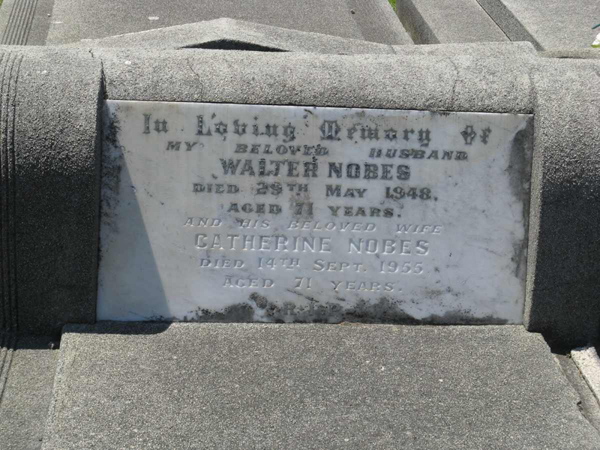 In Loving Memory Of
MY BELOVED HUSBAND
WALTER NOBES
DIED 29TH MAY 1948.
AGED 71 YEARS.
AND HIS BELOVED WIFE
CATHERINE NOBES
DIED 14TH SEPT. 1955
AGED 71 YEARS.